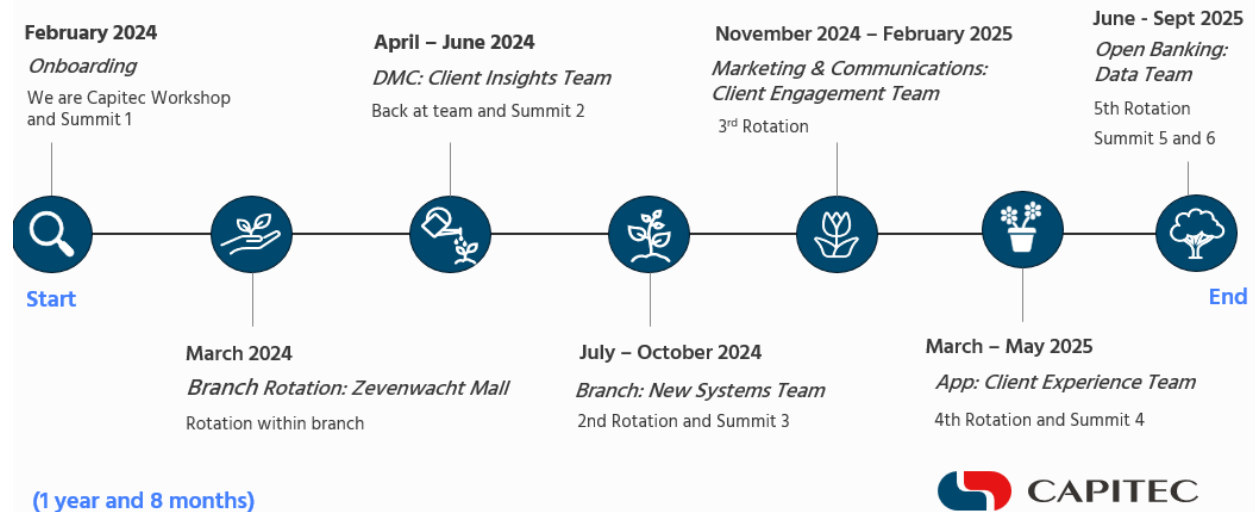 February 2024
Onboarding
We are Capitec Workshop
and Summit 1
April – June 2024
DMC: Client Insights Team
Back at team and Summit 2
November 2024 – February 2025
Marketing & Communications:
Client Engagement Team
3rd Rotation
June - Sept 2025
Open Banking:
Data Team
5th Rotation
Summit 5 and 6
Start
End
March 2024
Branch Rotation: Zevenwacht Mall
Rotation within branch
July – October 2024
Branch: New Systems Team
2nd Rotation and Summit 3
March – May 2025
App: Client Experience Team
4th Rotation and Summit 4
(1 year and 8 months)
CAPITEC